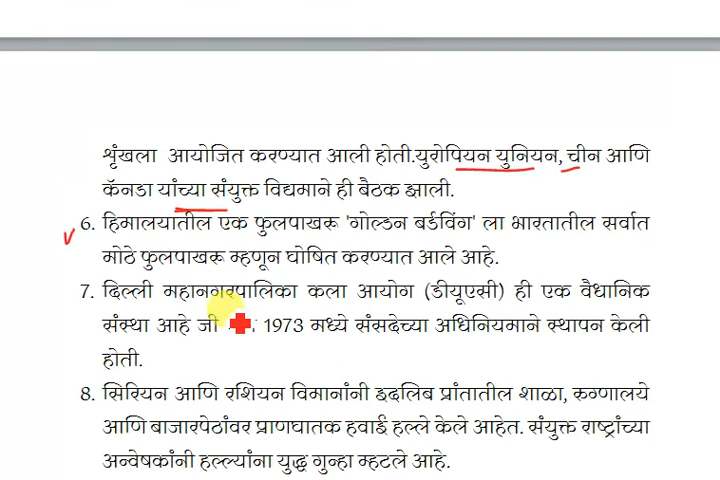 शृंखला आयोजित करण्यात आली होती.युरोपियन युनियन, चीन आणि
कॅनडा यांच्या संयुक्त विद्यमाने ही बैठक झाली.
6. हिमालयातील एक फुलपाखरू 'गोल्डन बर्डविंग' ला भारतातील सर्वात
मोठे फुलपाखरू म्हणून घोषित करण्यात आले आहे.
7. दिल्ली महानगरपालिका कला आयोग (डीयूएसी) ही एक वैधानिक
संस्था आहे जी 1973 मध्ये संसदेच्या अधिनियमाने स्थापन केली
होती.
8. सिरियन आणि रशियन विमानांनी इदलिब प्रांतातील शाळा, रुग्णालये
आणि बाजारपेठांवर प्राणघातक हवाई हल्ले केले आहेत. संयुक्त राष्ट्रांच्या
अन्वेषकांनी हल्ल्यांना युद्ध गुन्हा म्हटले आहे.